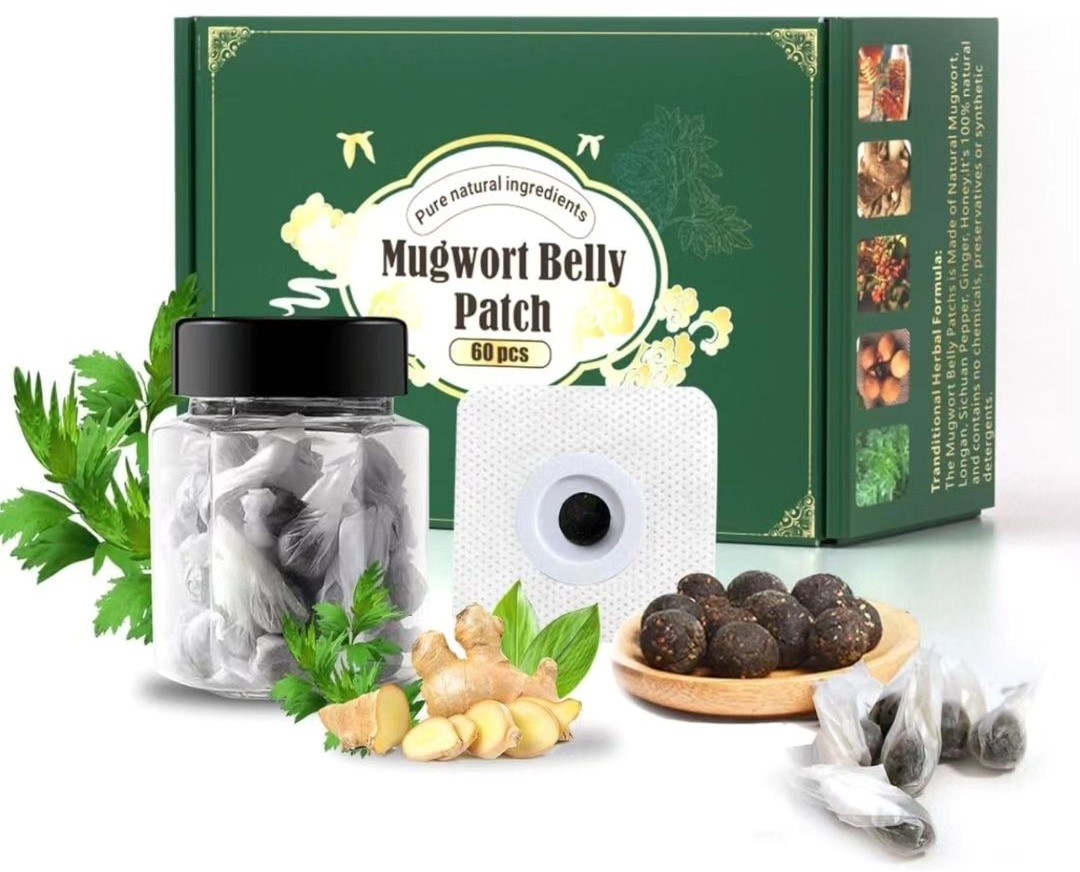 Pure natural ingredients
Mugwort Belly
Patch
60 pcs
Tranditional Herbal Formula:
The Mugwort Belly Patchs is Made of Natural Mugwort,
Longan, Sichuan Pepper, Ginger, Honey.It's 100% natural
and contains no chemicals, preservatives or synthetic
detergents.